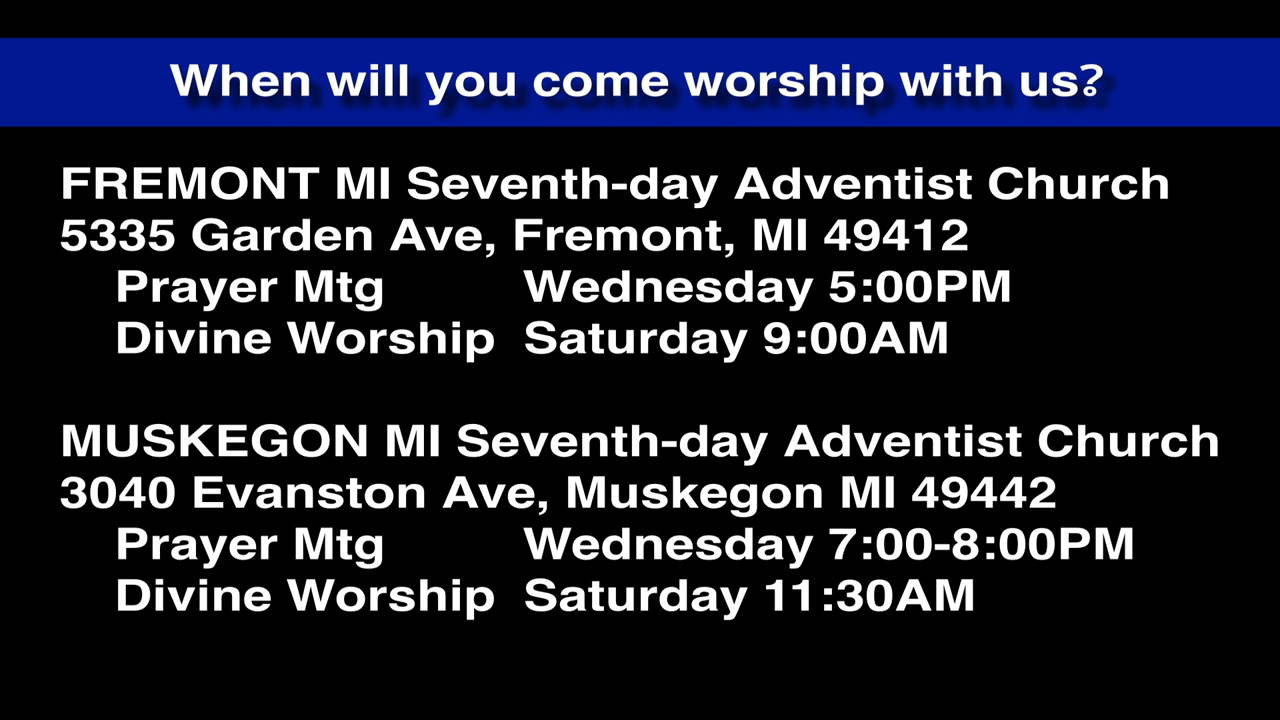 When will you come worship with us?
FREMONT MI Seventh-day Adventist Church
5335 Garden Ave, Fremont, MI 49412
Prayer Mtg Wednesday 5:00PM
Divine Worship Saturday 9:00AM
MUSKEGON MI Seventh-day Adventist Church
3040 Evanston Ave, Muskegon MI 49442
Prayer Mtg Wednesday 7:00-8:00PM
Divine Worship Saturday 11:30AM